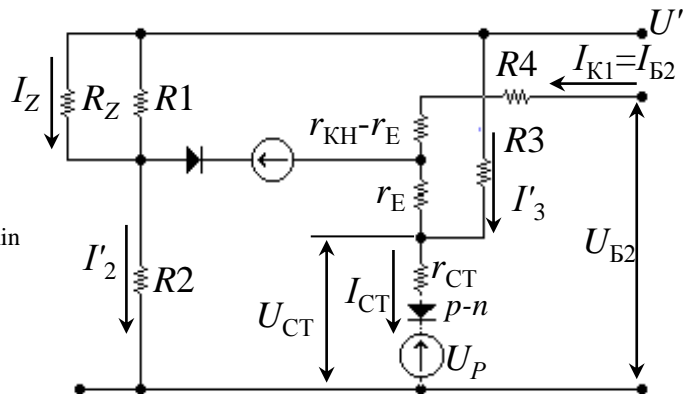 U'
R4
I_К1=I_Б2
I_Z
R_Z
R1
r_КН-r_Е
R3
r_Е
I'_3
in
I'_2
R2
U_СТ
I_СТ
r_СТ
p-n
U_P
U_Б2